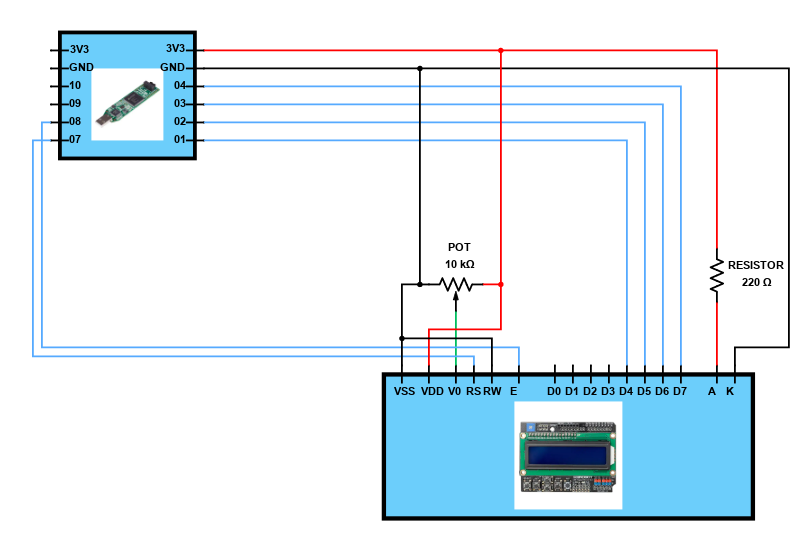 3V3 3V3
GND GND
10 04
09 03
08 02
07 01
POT
10 kΩ
RESISTOR
220 Ω
VSS VDD V0 RS RW E D0 D1 D2 D3 D4 D5 D6 D7 A K